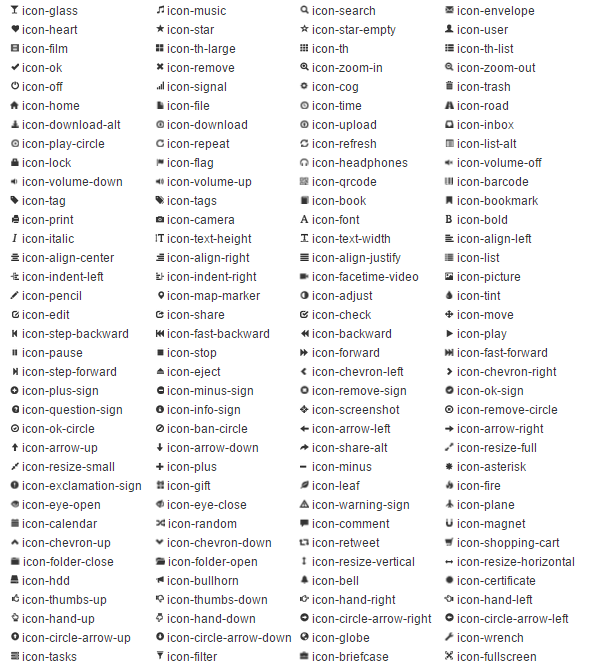 icon-glass icon-music icon-search icon-envelope
icon-heart icon-star icon-star-empty icon-user
icon-film icon-th-large icon-th icon-th-list
icon-ok icon-remove icon-zoom-in icon-zoom-out
icon-off icon-signal icon-cog icon-trash
icon-home icon-file icon-time icon-road
icon-download-alt icon-download icon-upload icon-inbox
icon-play-circle icon-repeat icon-refresh icon-list-alt
icon-lock icon-flag icon-headphones icon-volume-off
icon-volume-down icon-volume-up icon-qrcode icon-barcode
icon-tag icon-tags icon-book icon-bookmark
icon-print icon-camera icon-font icon-bold
icon-italic icon-text-height icon-text-width icon-align-left
icon-align-center icon-align-right icon-align-justify icon-list
icon-indent-left icon-indent-right icon-facetime-video icon-picture
icon-pencil icon-map-marker icon-adjust icon-tint
icon-edit icon-share icon-check icon-move
icon-step-backward icon-fast-backward icon-backward icon-play
icon-pause icon-stop icon-forward icon-fast-forward
icon-step-forward icon-eject icon-chevron-left icon-chevron-right
icon-plus-sign icon-minus-sign icon-remove-sign icon-ok-sign
icon-question-sign icon-info-sign icon-screenshot icon-remove-circle
icon-ok-circle icon-ban-circle icon-arrow-left icon-arrow-right
icon-arrow-up icon-arrow-down icon-share-alt icon-resize-full
icon-resize-small icon-plus icon-minus icon-asterisk
icon-exclamation-sign icon-gift icon-leaf icon-fire
icon-eye-open icon-eye-close icon-warning-sign icon-plane
icon-calendar icon-random icon-comment icon-magnet
icon-chevron-up icon-chevron-down icon-retweet icon-shopping-cart
icon-folder-close icon-folder-open icon-resize-vertical icon-resize-horizontal
icon-hdd icon-bullhorn icon-bell icon-certificate
icon-thumbs-up icon-thumbs-down icon-hand-right icon-hand-left
icon-hand-up icon-hand-down icon-circle-arrow-right icon-circle-arrow-left
icon-circle-arrow-up icon-circle-arrow-down icon-globe icon-wrench
icon-tasks icon-filter icon-briefcase icon-fullscreen